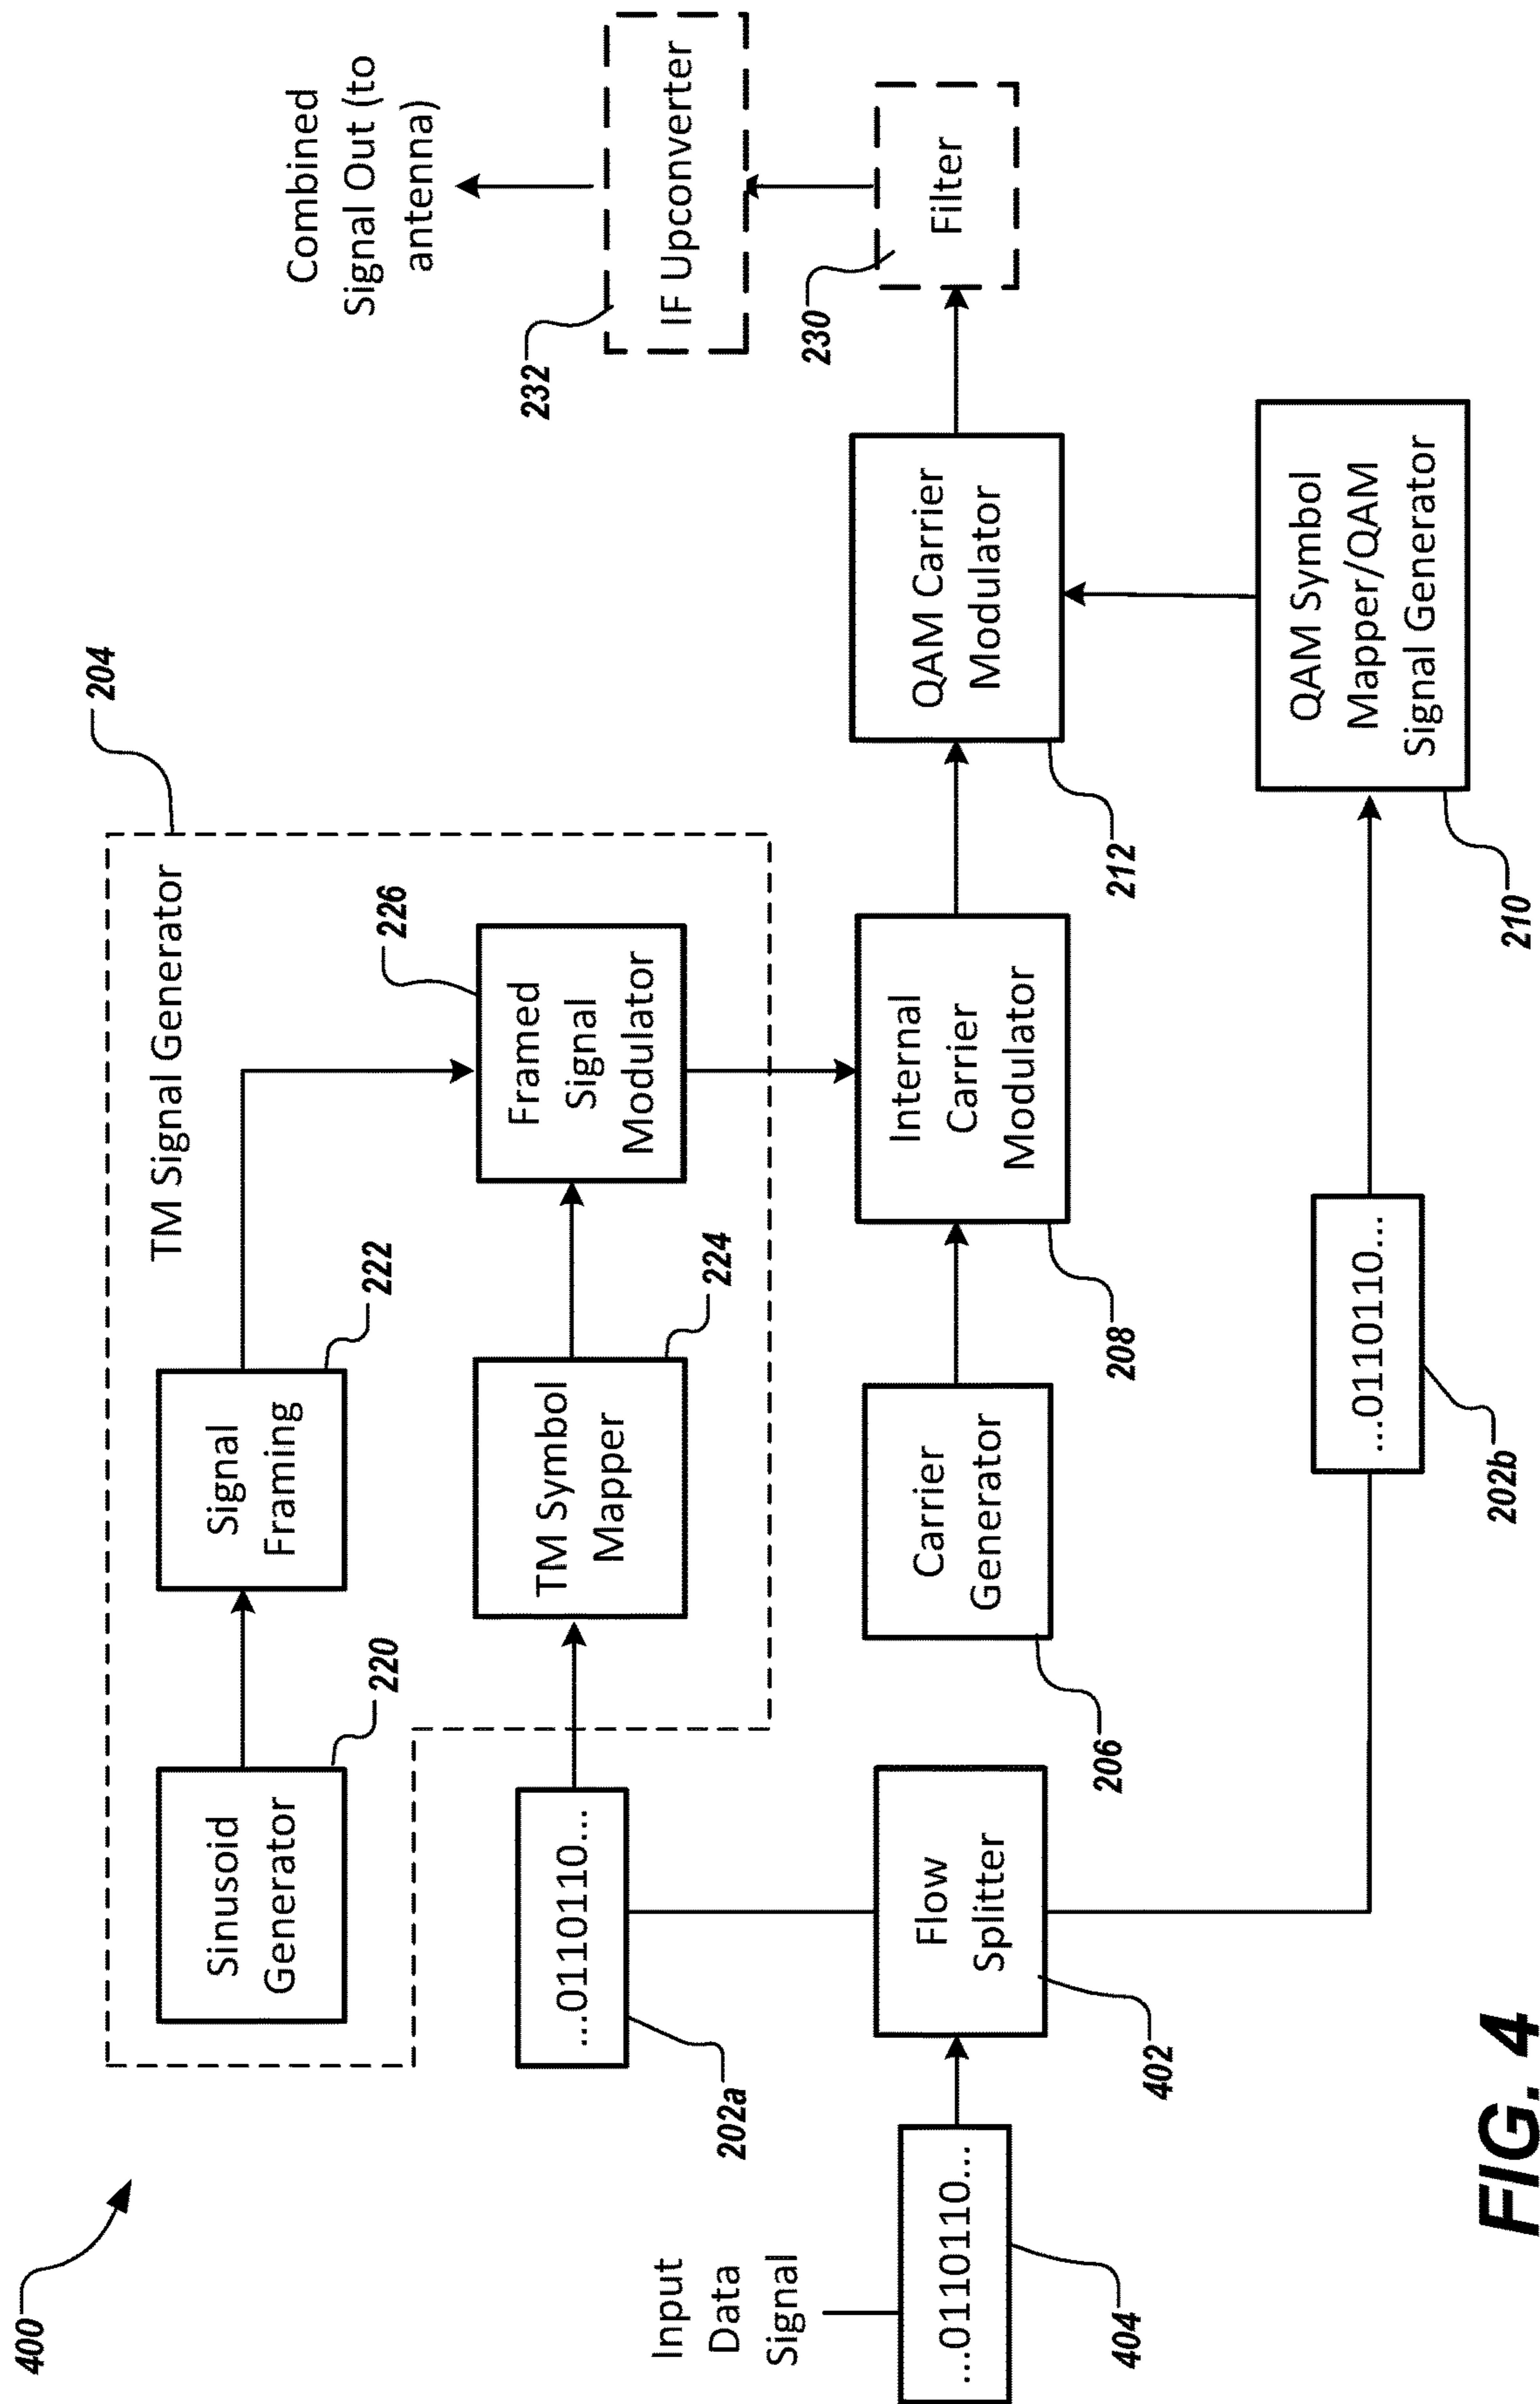 400
204
TM Signal Generator
Sinusoid
Generator
220
Signal
Framing
222
...0110110...
202a
TM Symbol
Mapper
224
Framed
Signal
Modulator
226
Combined
Signal Out (to
antenna)
IF Upconverter
232
Input
Data
Signal
...0110110...
404
Flow
Splitter
402
Carrier
Generator
206
Internal
Carrier
Modulator
208
QAM Carrier
Modulator
212
Filter
230
...0110110...
202b
QAM Symbol
Mapper/QAM
Signal Generator
210
FIG. 4